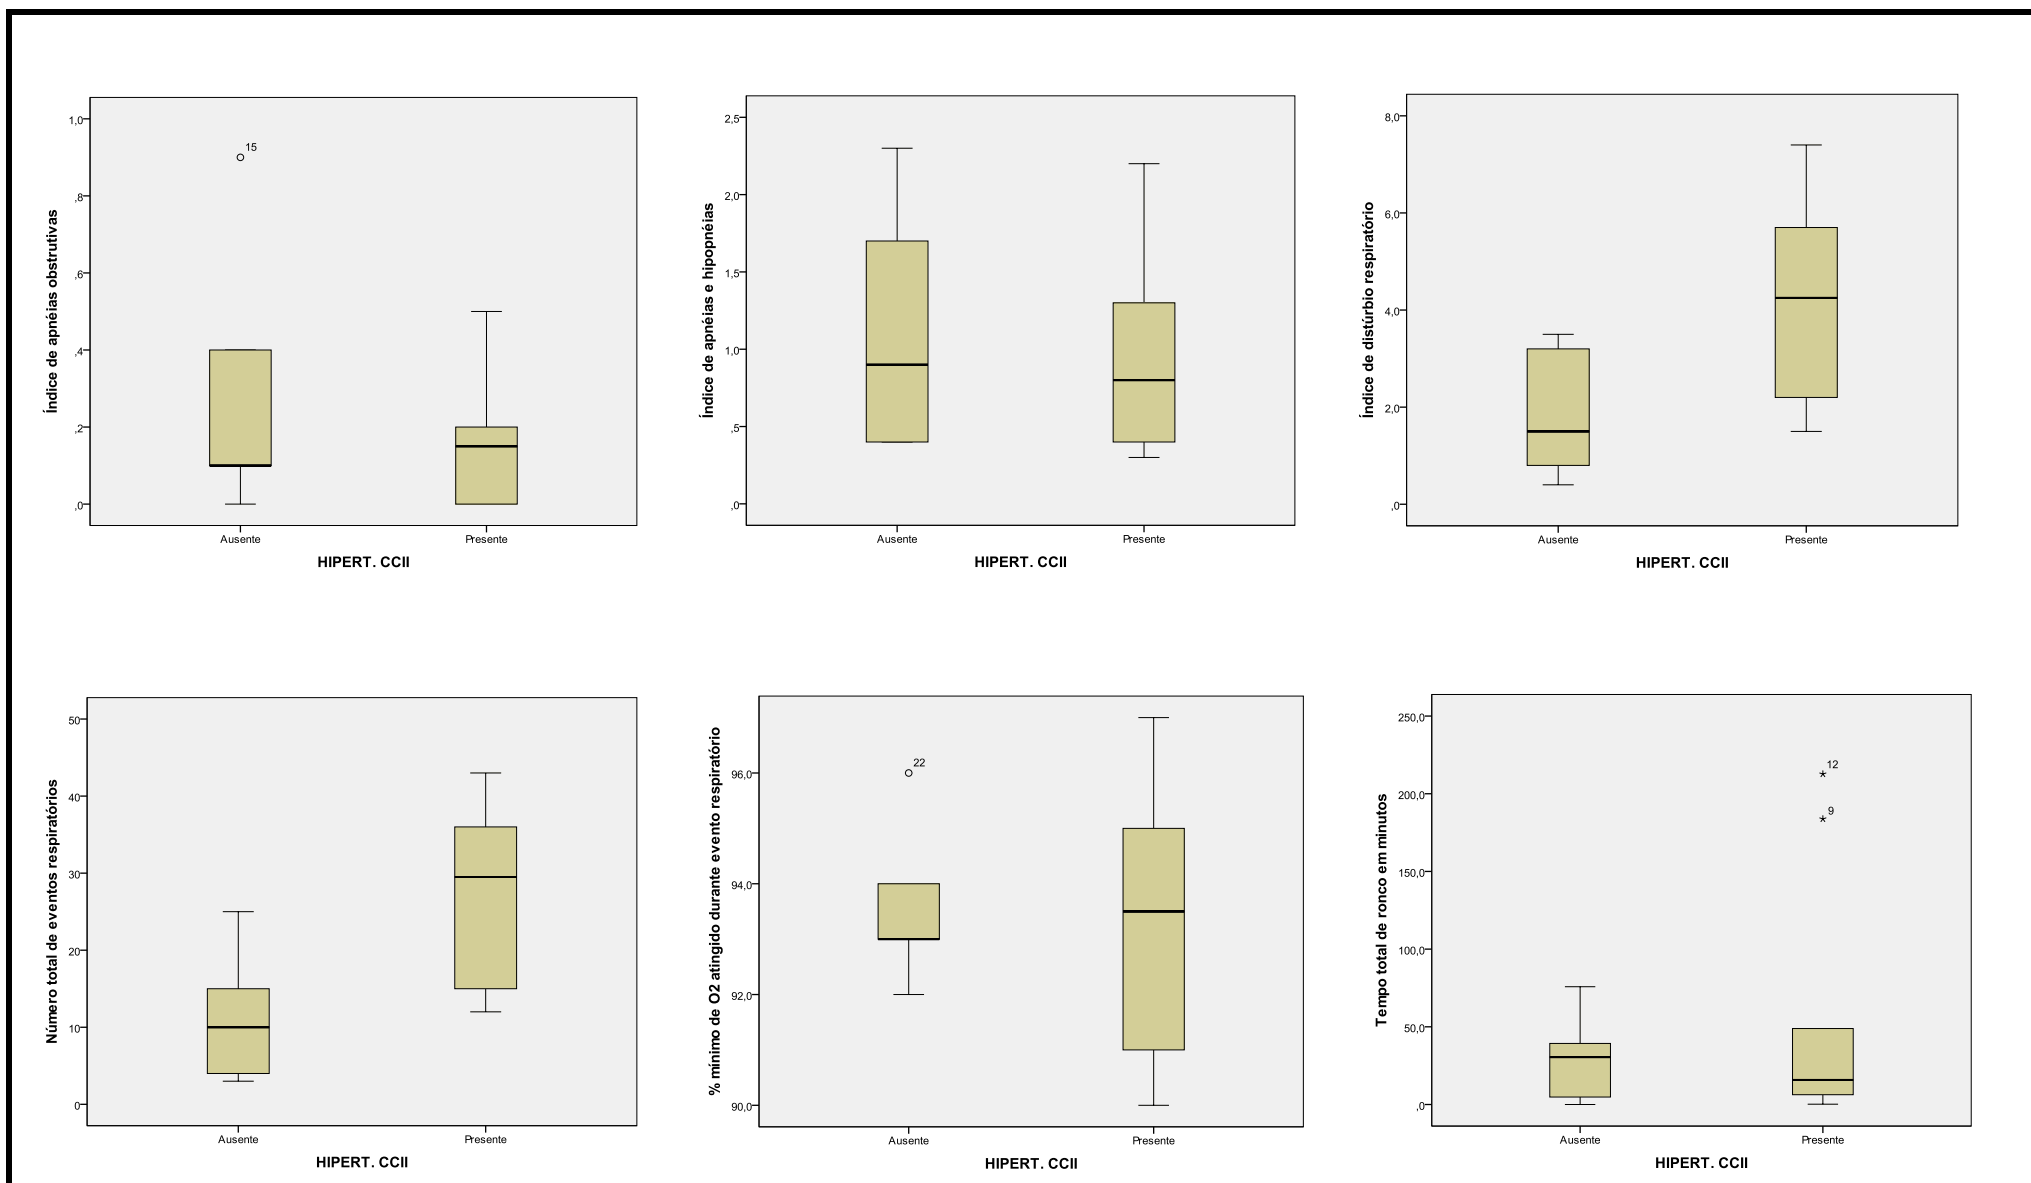 Índice de apnéias obstrutivas
1,0
,8
,6
,4
,2
,0
15
Ausente
Presente
HIPERT. CCII
Índice de apnéias e hipopnéias
2,5
2,0
1,5
1,0
,5
,0
Ausente
Presente
HIPERT. CCII
Índice de distúrbio respiratório
8,0
6,0
4,0
2,0
,0
Ausente
Presente
HIPERT. CCII
Número total de eventos respiratórios
50
40
30
20
10
0
Ausente
Presente
HIPERT. CCII
% mínimo de O2 atingido durante evento respiratório
96,0
94,0
92,0
90,0
22
Ausente
Presente
HIPERT. CCII
Tempo total de ronco em minutos
250,0
200,0
150,0
100,0
50,0
,0
12
9
Ausente
Presente
HIPERT. CCII